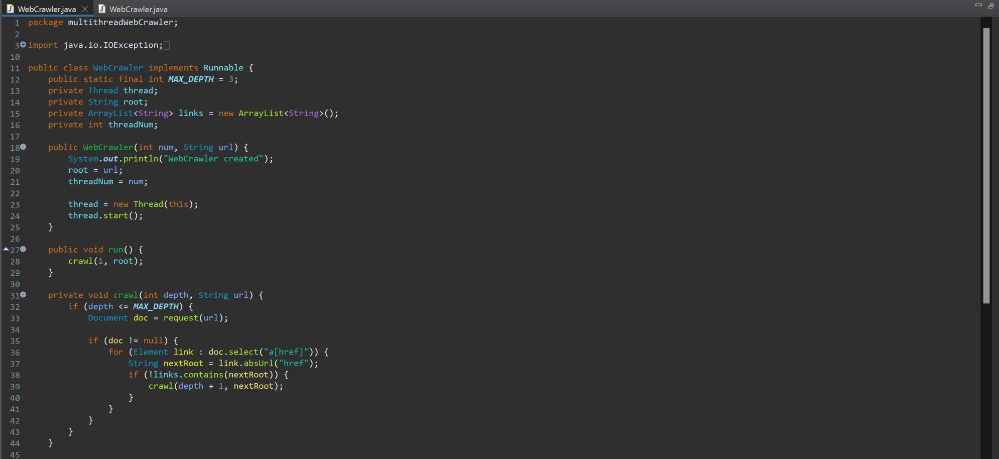 WebCrawler.java WebCrawler.java
1 package multithreadWebCrawler;
2
3 import java.io.IOException;
10
11 public class WebCrawler implements Runnable {
12     public static final int MAX_DEPTH = 3;
13     private Thread thread;
14     private String root;
15     private ArrayList<String> links = new ArrayList<String>();
16     private int threadNum;
17
18     public WebCrawler(int num, String url) {
19         System.out.println("WebCrawler created");
20         root = url;
21         threadNum = num;
22
23         thread = new Thread(this);
24         thread.start();
25     }
26
27     public void run() {
28         crawl(1, root);
29     }
30
31     private void crawl(int depth, String url) {
32         if (depth <= MAX_DEPTH) {
33             Document doc = request(url);
34
35             if (doc != null) {
36                 for (Element link : doc.select("a[href]")) {
37                     String nextRoot = link.absUrl("href");
38                     if (!links.contains(nextRoot)) {
39                         crawl(depth + 1, nextRoot);
40                     }
41                 }
42             }
43         }
44     }
45